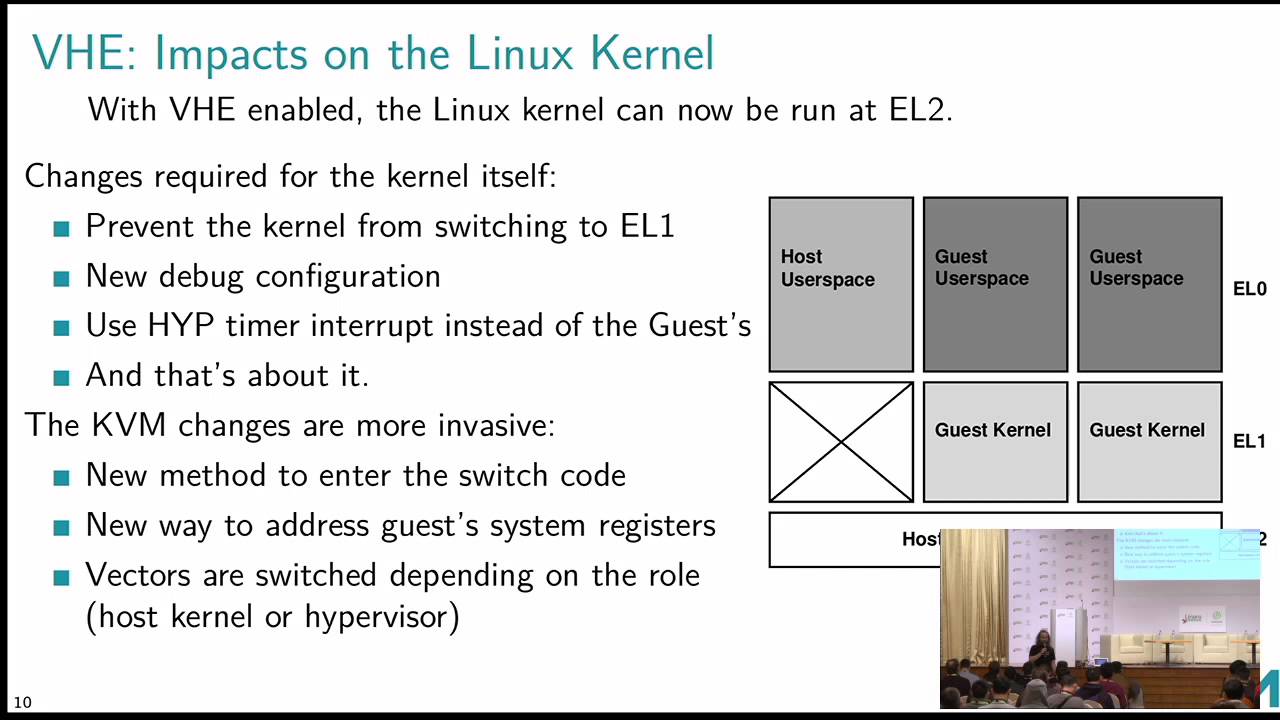 VHE: Impacts on the Linux Kernel
With VHE enabled, the Linux kernel can now be run at EL2.
Changes required for the kernel itself:
Prevent the kernel from switching to EL1
New debug configuration
Use HYP timer interrupt instead of the Guest's
And that's about it.
The KVM changes are more invasive:
New method to enter the switch code
New way to address guest's system registers
Vectors are switched depending on the role
(host kernel or hypervisor)
Host
Userspace
Guest
Userspace
Guest
Userspace
EL0
Guest Kernel
Guest Kernel
EL1
Host
2
10